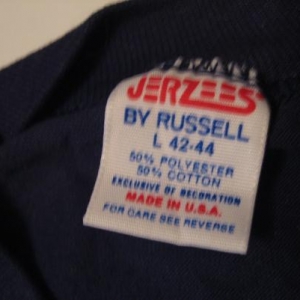 JERZEES
BY RUSSELL
L 42-44
50% POLYESTER
50% COTTON
EXCLUSIVE OF DECORATION
MADE IN U.S.A.
FOR CARE SEE REVERSE